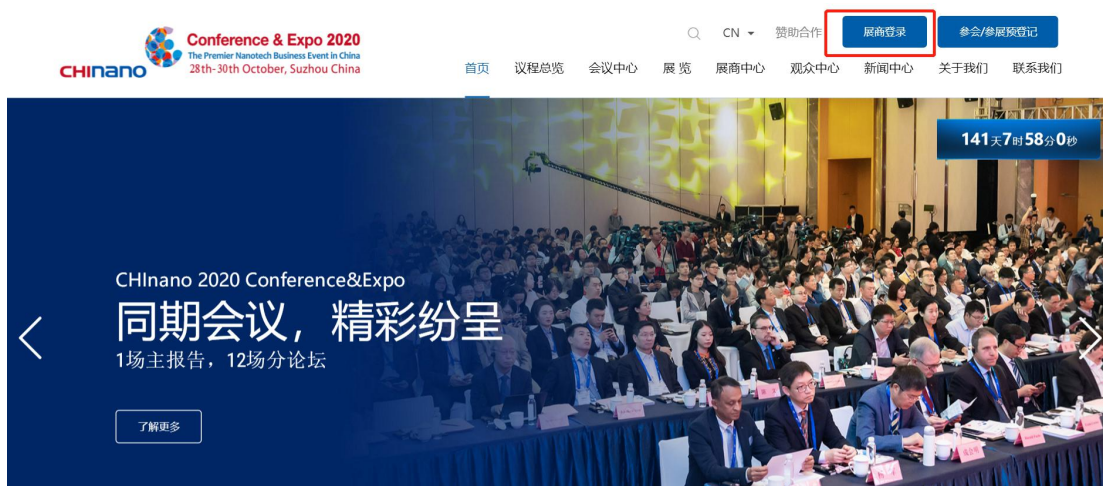 CHInano
Conference & Expo 2020
The Premier Nanotech Business Event in China
28th-30th October, Suzhou China
CN
赞助合作
展商登录
参会/参展预登记
首页 议程总览 会议中心 展 览 展商中心 观众中心 新闻中心 关于我们 联系我们
141天7时58分0秒
CHInano 2020 Conference&Expo
同期会议，精彩纷呈
1场主报告，12场分论坛
了解更多